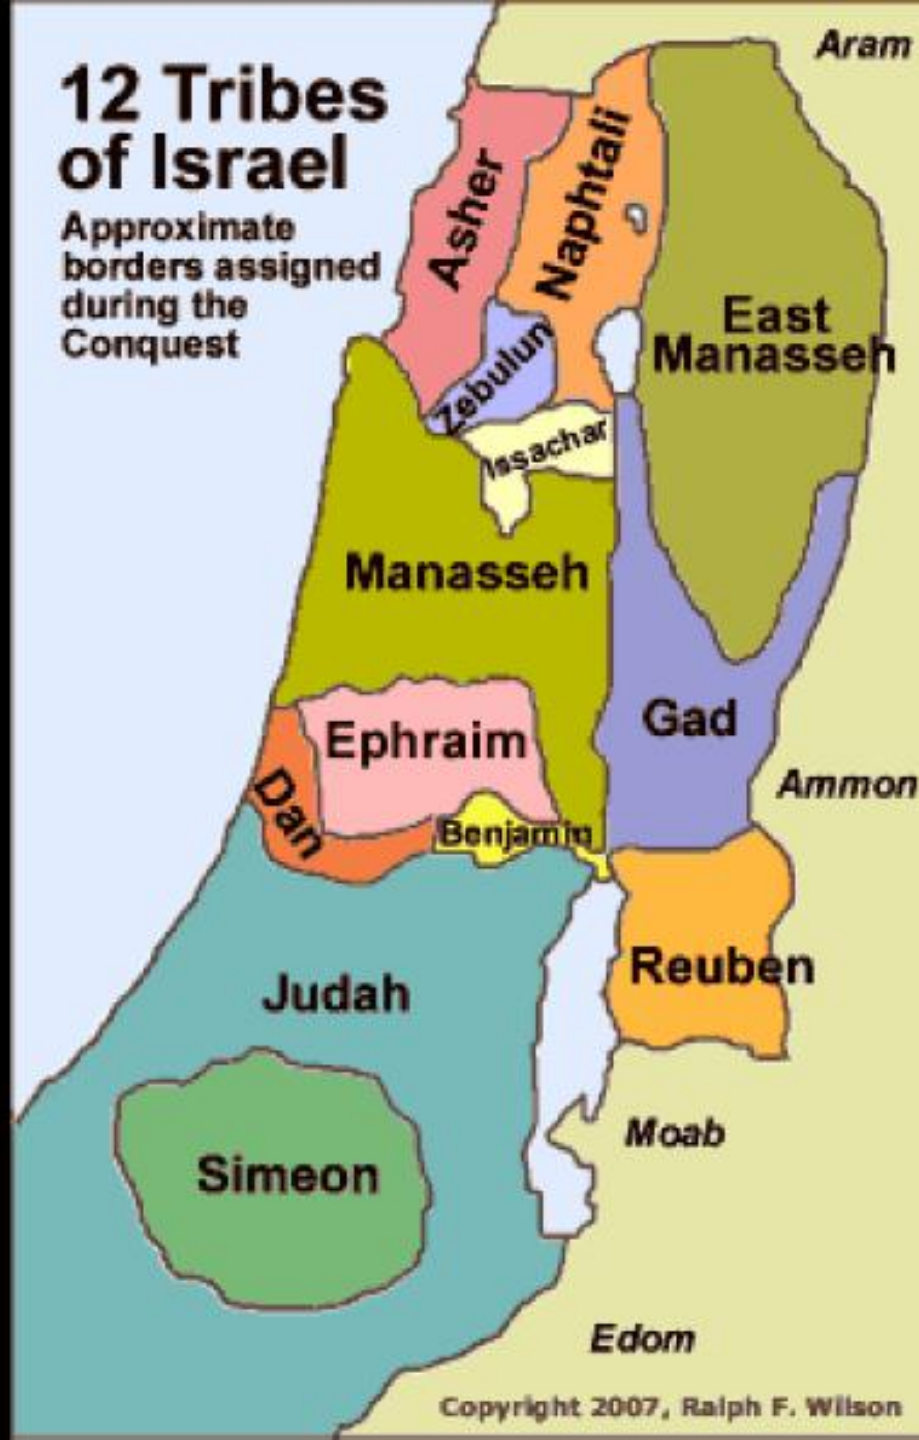 12 Tribes
of Israel
Approximate
borders assigned
during the
Conquest
Aram
Asher
Naphtali
East
Manasseh
Zebulun
Issachar
Manasseh
Gad
Ephraim
Dan
Ammon
Benjamin
Reuben
Judah
Moab
Simeon
Edom
Copyright 2007, Ralph F. Wilson